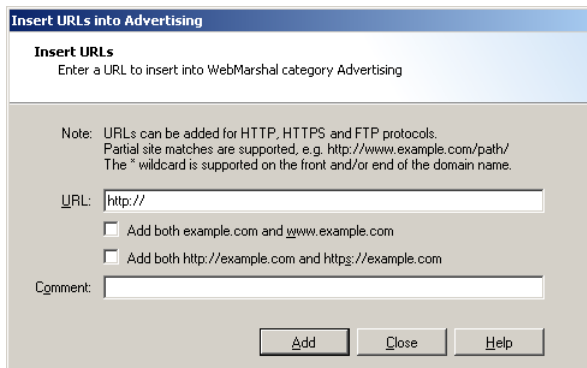 Insert URLs into Advertising
Insert URLs
Enter a URL to insert into WebMarshal category Advertising
Note: URLs can be added for HTTP, HTTPS and FTP protocols.
Partial site matches are supported, e.g. http://www.example.com/path/
The * wildcard is supported on the front and/or end of the domain name.
URL: http://
Add both example.com and www.example.com
Add both http://example.com and https://example.com
Comment:
Add Close Help